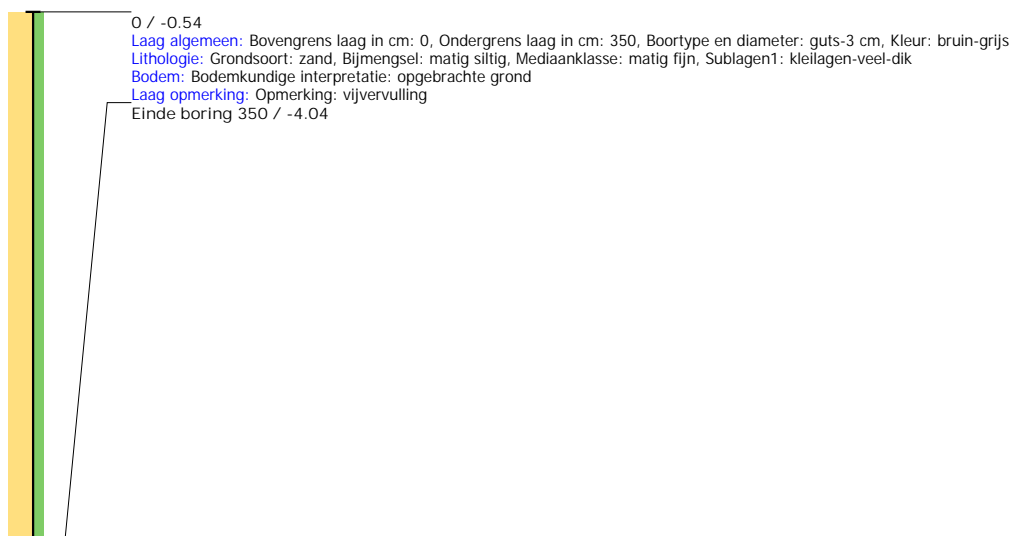 0 / -0.54
Laag algemeen: Bovengrens laag in cm: 0, Ondergrens laag in cm: 350, Boortype en diameter: guts-3 cm, Kleur: bruin-grijs
Lithologie: Grondsoort: zand, Bijmengsel: matig siltig, Mediaanklasse: matig fijn, Sublagen1: kleilagen-veel-dik
Bodem: Bodemkundige interpretatie: opgebrachte grond
Laag opmerking: Opmerking: vijvervulling
Einde boring 350 / -4.04